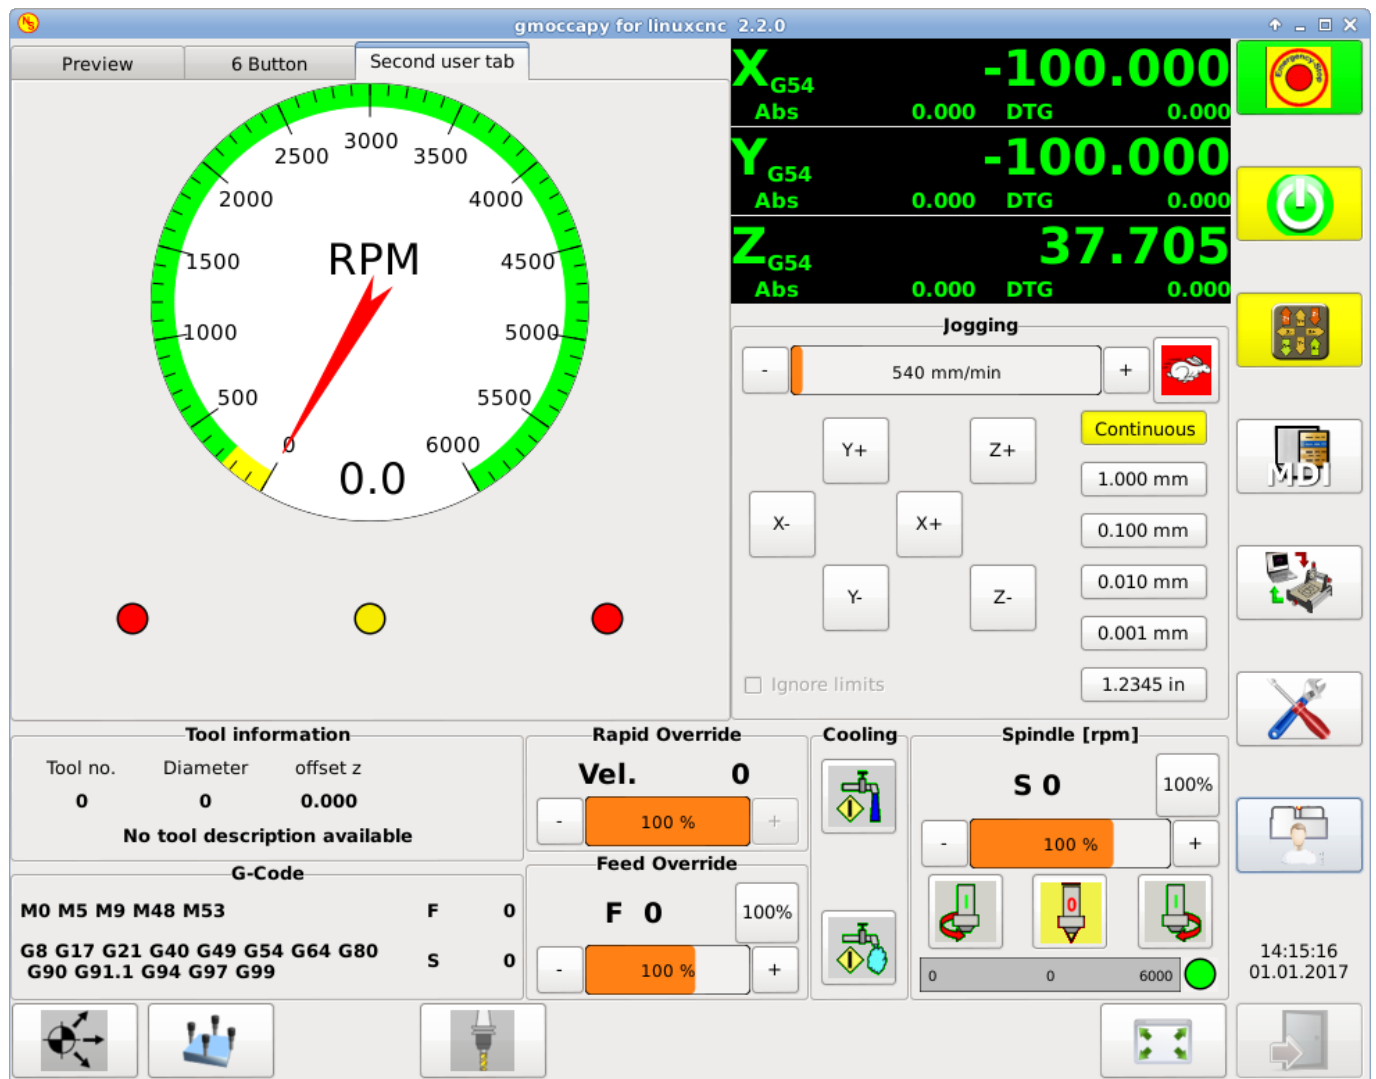 gmoccapy for linuxcnc 2.2.0
Preview
6 Button
Second user tab
3000
2500
3500
2000
4000
RPM
1500
4500
1000
5000
500
5500
0
6000
0.0
X G54 -100.000
Abs 0.000 DTG 0.000
Y G54 -100.000
Abs 0.000 DTG 0.000
Z G54 37.705
Abs 0.000 DTG 0.000
Jogging
- 540 mm/min +
Continuous
Y+ Z+
1.000 mm
X- X+
0.100 mm
0.010 mm
Y- Z-
0.001 mm
Ignore limits
1.2345 in
Emergency-Stop
MDI
Tool information
Tool no. Diameter offset z
0 0 0.000
No tool description available
G-Code
M0 M5 M9 M48 M53
F 0
G8 G17 G21 G40 G49 G54 G64 G80
G90 G91.1 G94 G97 G99
S 0
Rapid Override
Vel. 0
- 100 % +
Feed Override
F 0 100%
- 100 % +
Cooling
Spindle [rpm]
S 0 100%
- 100 % +
0
0 0 6000
14:15:16
01.01.2017